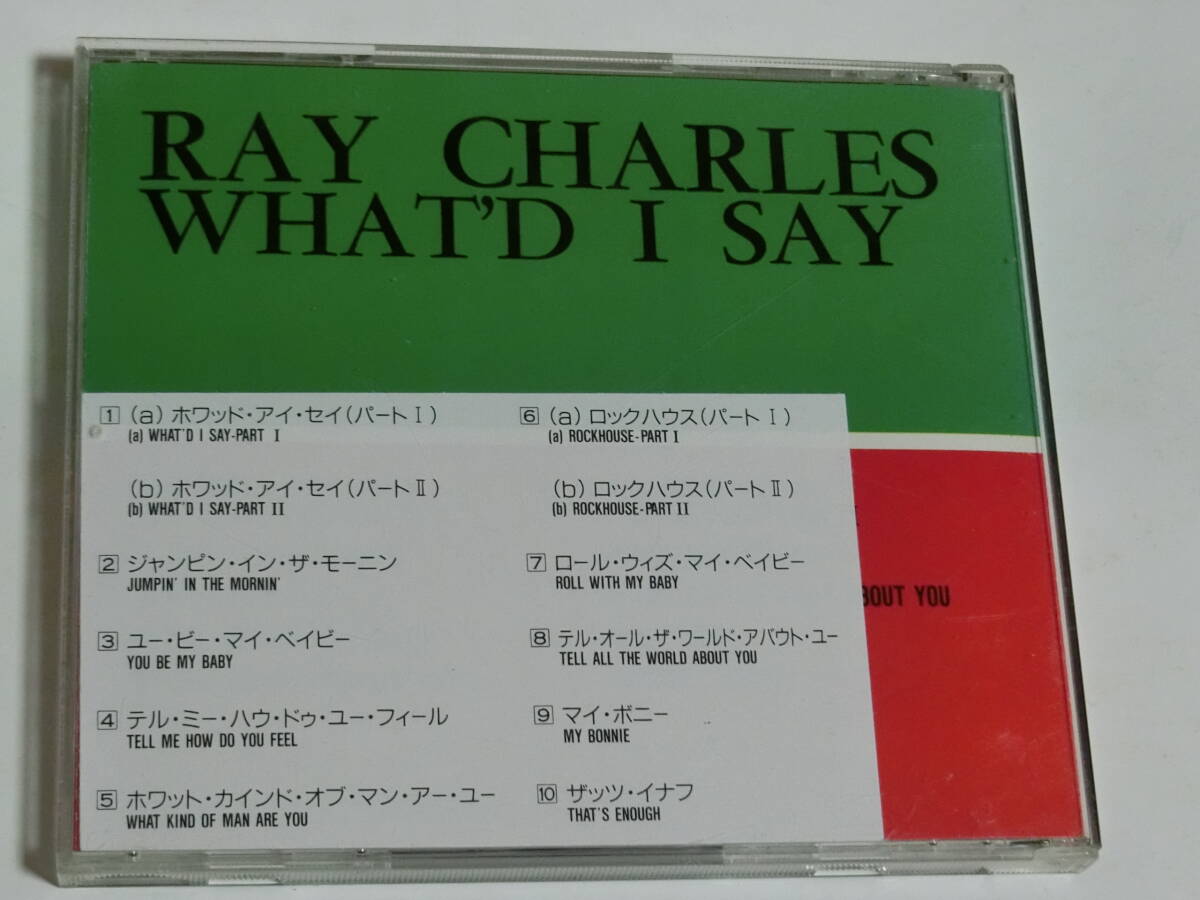 RAY CHARLES
WHAT'D I SAY
1 (a) ホワッド・アイ・セイ(パート I)
(a) WHAT'D I SAY-PART I
(b) ホワッド・アイ・セイ(パート II)
(b) WHAT'D I SAY-PART II
2 ジャンピン・イン・ザ・モーニン
JUMPIN' IN THE MORNIN'
3 ユー・ビー・マイ・ベイビー
YOU BE MY BABY
4 テル・ミー・ハウ・ドゥ・ユー・フィール
TELL ME HOW DO YOU FEEL
5 ホワット・カインド・オブ・マン・アー・ユー
WHAT KIND OF MAN ARE YOU
6 (a) ロックハウス(パート I)
(a) ROCKHOUSE-PART I
(b) ロックハウス(パート II)
(b) ROCKHOUSE-PART II
7 ロール・ウィズ・マイ・ベイビー
ROLL WITH MY BABY
8 テル・オール・ザ・ワールド・アバウト・ユー
TELL ALL THE WORLD ABOUT YOU
9 マイ・ボニー
MY BONNIE
10 ザッツ・イナフ
THAT'S ENOUGH
BOUT YOU